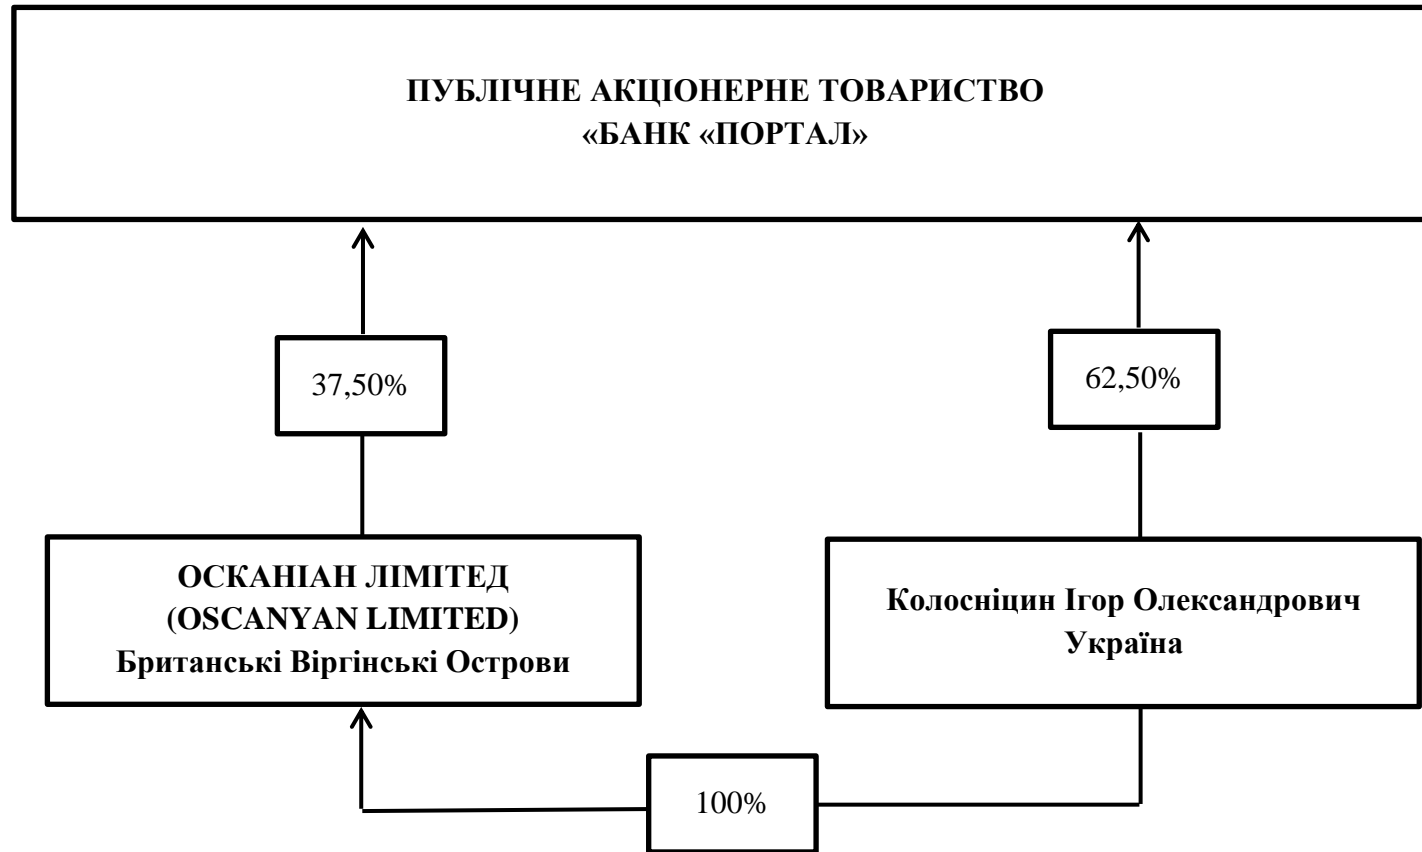 ПУБЛІЧНЕ АКЦІОНЕРНЕ ТОВАРИСТВО
«БАНК «ПОРТАЛ»
37,50%
62,50%
ОСКАНІАН ЛІМІТЕД
(OSCANYAN LIMITED)
Британські Віргінські Острови
Колосніцин Ігор Олександрович
Україна
100%